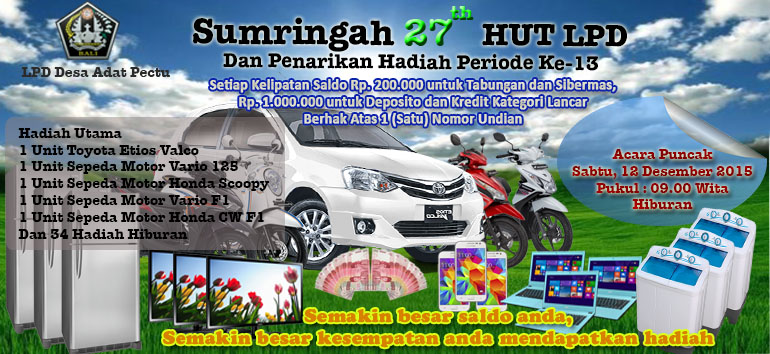 Sumringah 27th HUT LPD
Dan Penarikan Hadiah Periode Ke-13
BALI
LPD Desa Adat Pectu
Setiap Kelipatan Saldo Rp. 200.000 untuk Tabungan dan Sibermas,
Rp. 1.000.000 untuk Deposito dan Kredit Kategori Lancar
Berhak Atas 1 (Satu) Nomor Undian
Hadiah Utama
1 Unit Toyota Etios Valco
1 Unit Sepeda Motor Vario 125
1 Unit Sepeda Motor Honda Scoopy
1 Unit Sepeda Motor Vario F1
1 Unit Sepeda Motor Honda CW F1
Dan 34 Hadiah Hiburan
Acara Puncak
Sabtu, 12 Desember 2015
Pukul : 09.00 Wita
Hiburan
ETIOS
VALCO
Semakin besar saldo anda,
Semakin besar kesempatan anda mendapatkan hadiah